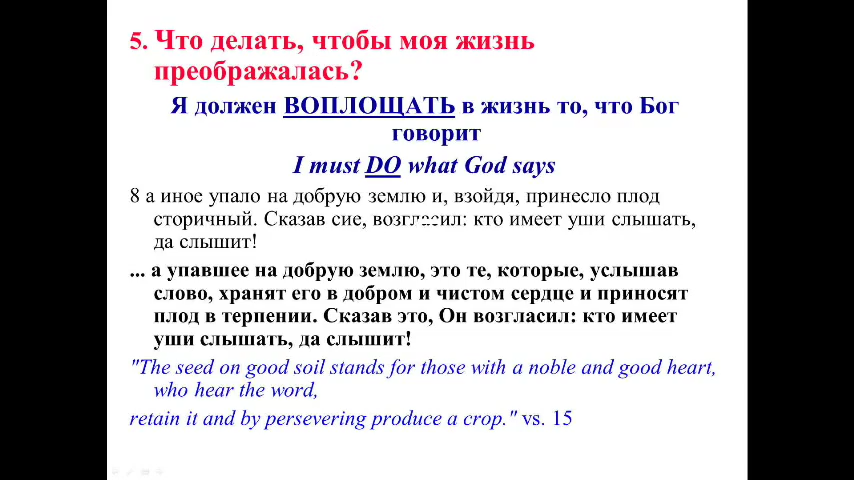 5. Что делать, чтобы моя жизнь
преображалась?
Я должен ВОПЛОЩАТЬ в жизнь то, что Бог
говорит
I must DO what God says
8 а иное упало на добрую землю и, взойдя, принесло плод
сторичный. Сказав сие, возгласил: кто имеет уши слышать,
да слышит!
... а упавшее на добрую землю, это те, которые, услышав
слово, хранят его в добром и чистом сердце и приносят
плод в терпении. Сказав это, Он возгласил: кто имеет
уши слышать, да слышит!
"The seed on good soil stands for those with a noble and good heart,
who hear the word,
retain it and by persevering produce a crop." vs. 15